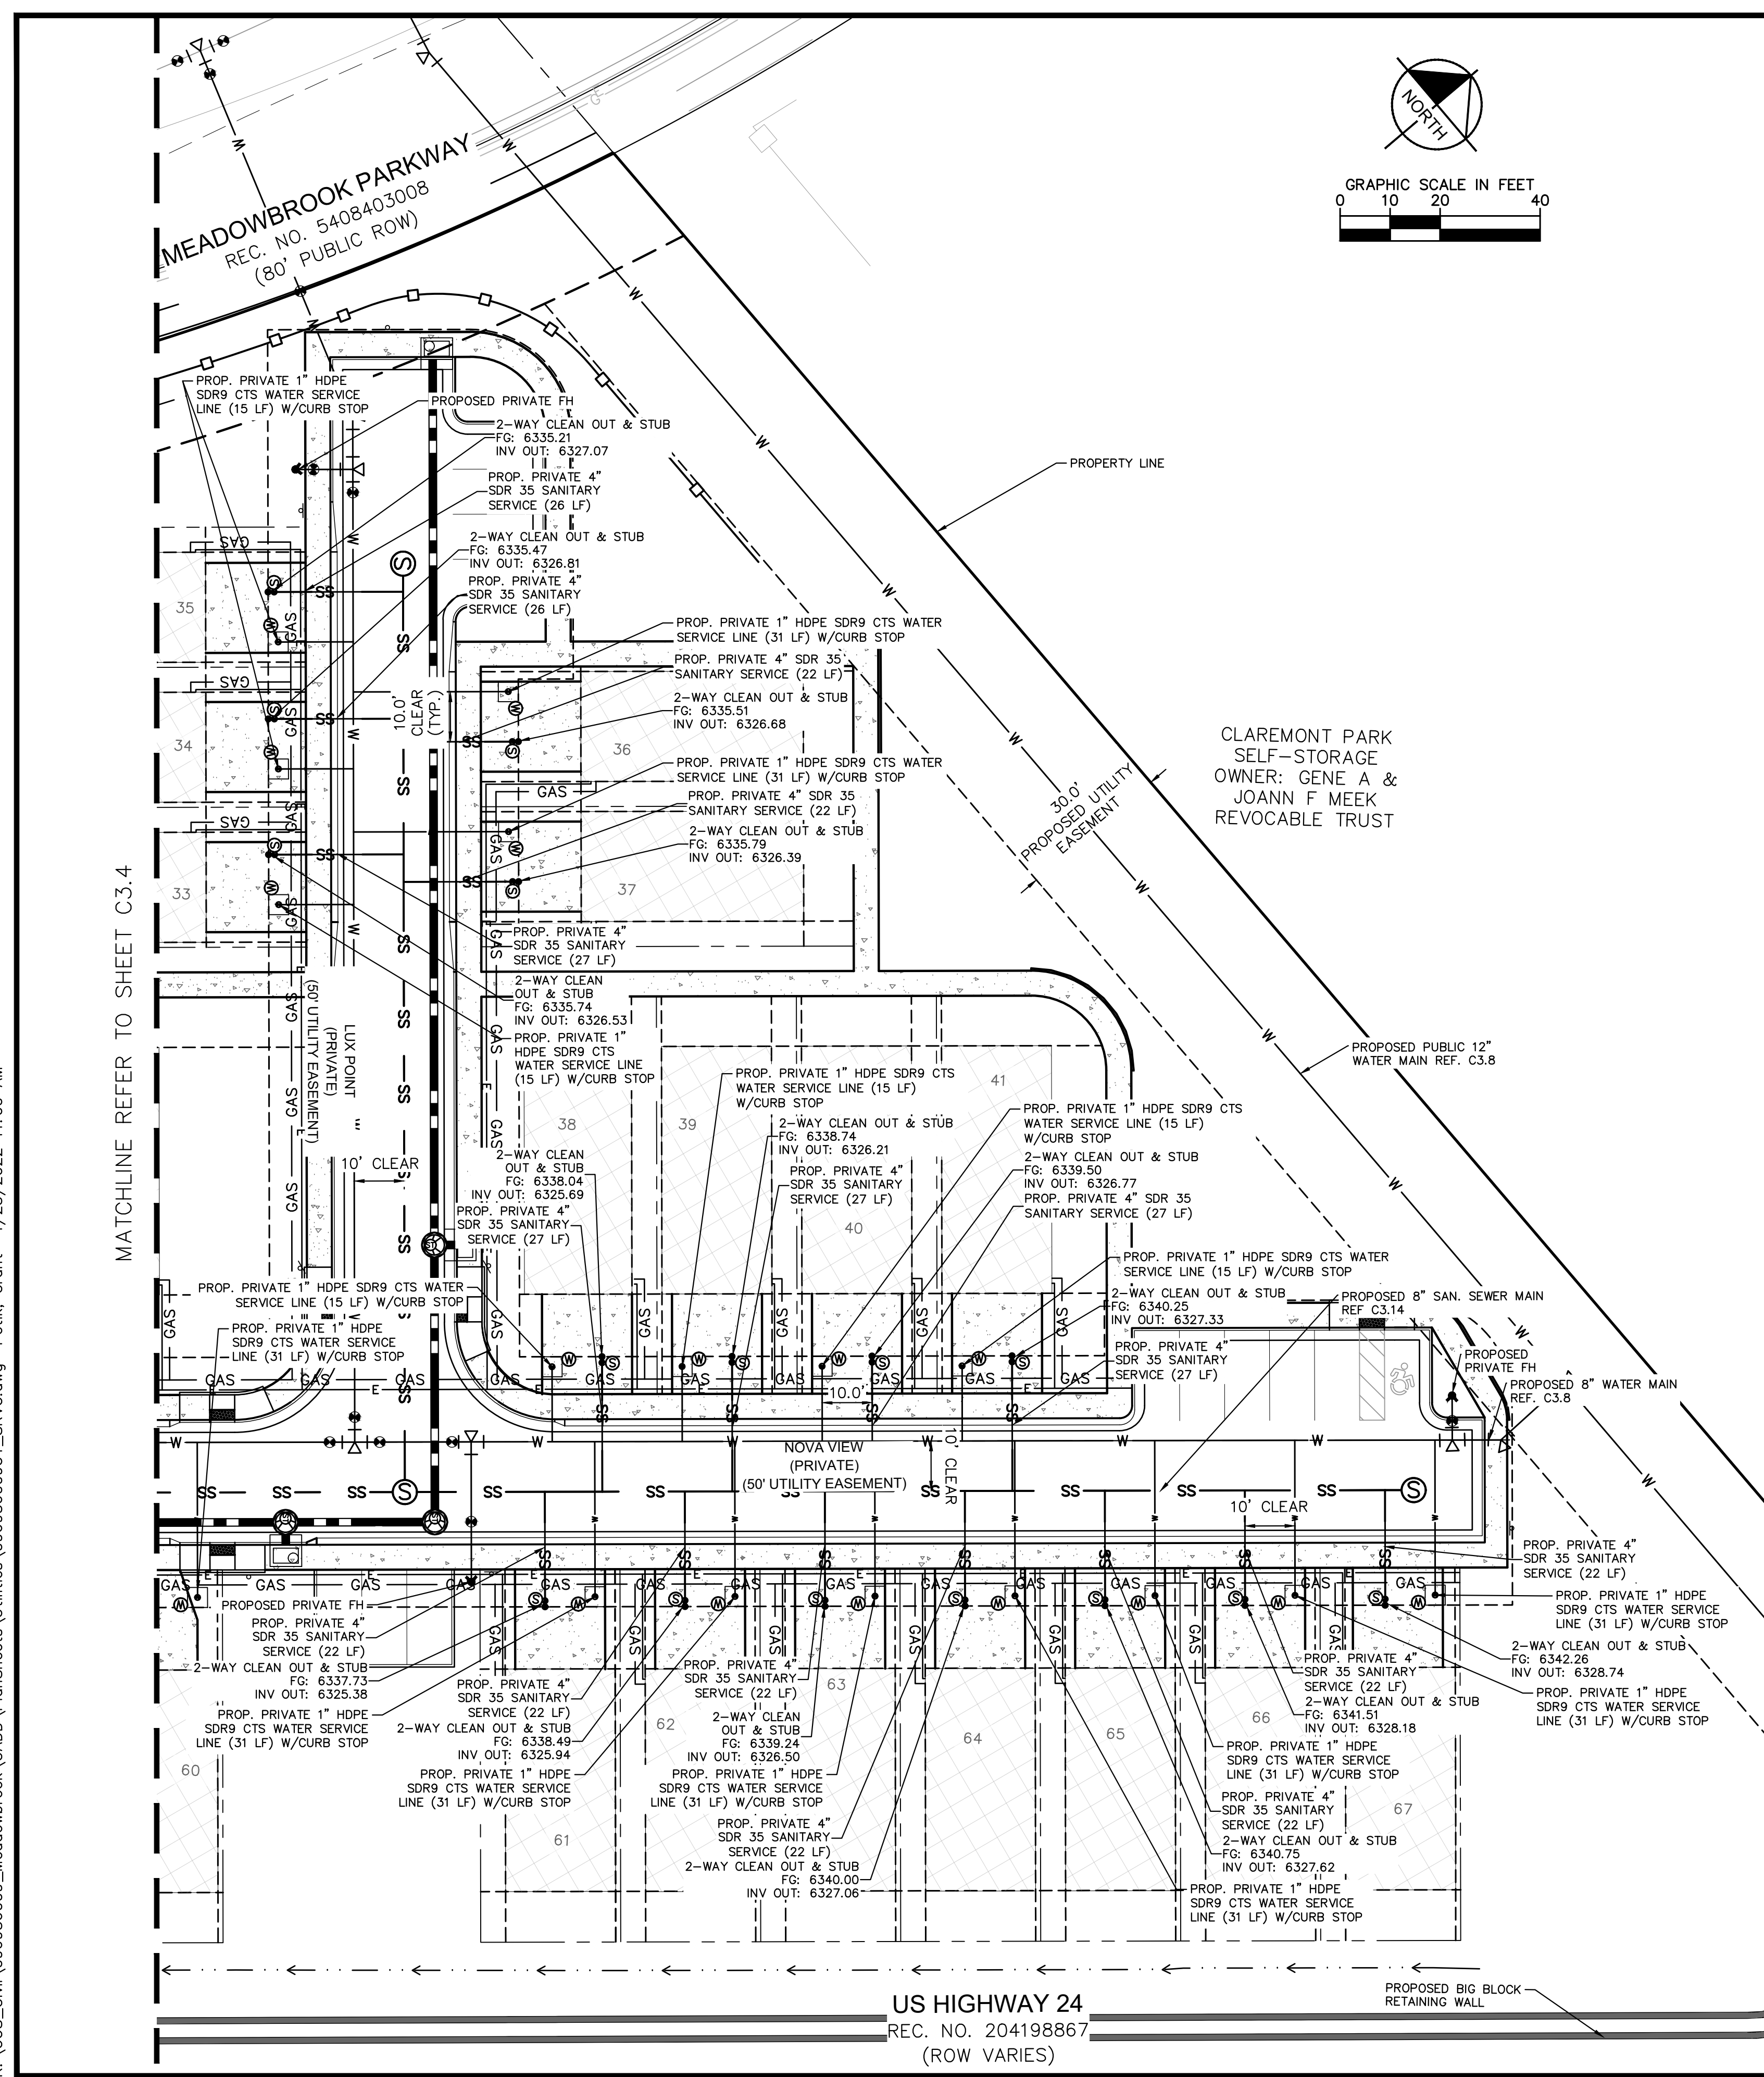 MEADOWBROOK PARKWAY
REC. NO. 5408403008
(80' PUBLIC ROW)
NORTH
GRAPHIC SCALE IN FEET
0 10 20 40
PROP. PRIVATE 1" HDPE
SDR9 CTS WATER SERVICE
LINE (15 LF) W/CURB STOP
PROPOSED PRIVATE FH
2-WAY CLEAN OUT & STUB
FG: 6335.21
INV OUT: 6327.07
PROP. PRIVATE 4"
SDR 35 SANITARY
SERVICE (26 LF)
2-WAY CLEAN OUT & STUB
FG: 6335.47
INV OUT: 6326.81
PROP. PRIVATE 4"
SDR 35 SANITARY
SERVICE (26 LF)
PROPERTY LINE
PROP. PRIVATE 1" HDPE SDR9 CTS WATER
SERVICE LINE (31 LF) W/CURB STOP
PROP. PRIVATE 4" SDR 35
SANITARY SERVICE (22 LF)
2-WAY CLEAN OUT & STUB
FG: 6335.51
INV OUT: 6326.68
PROP. PRIVATE 1" HDPE SDR9 CTS WATER
SERVICE LINE (31 LF) W/CURB STOP
PROP. PRIVATE 4" SDR 35
SANITARY SERVICE (22 LF)
2-WAY CLEAN OUT & STUB
FG: 6335.79
INV OUT: 6326.39
35
34
33
36
37
10.0'
CLEAR
(TYP.)
GAS
SS
W
30.0'
PROPOSED UTILITY
EASEMENT
CLAREMONT PARK
SELF-STORAGE
OWNER: GENE A &
JOANN F MEEK
REVOCABLE TRUST
MATCHLINE REFER TO SHEET C3.4
PROP. PRIVATE 4"
SDR 35 SANITARY
SERVICE (27 LF)
2-WAY CLEAN
OUT & STUB
FG: 6335.74
INV OUT: 6326.53
PROP. PRIVATE 1"
HDPE SDR9 CTS
WATER SERVICE LINE
(15 LF) W/CURB STOP
LUX POINT
(PRIVATE)
(50' UTILITY EASEMENT)
10' CLEAR
PROPOSED PUBLIC 12"
WATER MAIN REF. C3.8
PROP. PRIVATE 1" HDPE SDR9 CTS
WATER SERVICE LINE (15 LF)
W/CURB STOP
2-WAY CLEAN OUT & STUB
FG: 6338.74
INV OUT: 6326.21
PROP. PRIVATE 4"
SDR 35 SANITARY
SERVICE (27 LF)
PROP. PRIVATE 1" HDPE SDR9 CTS
WATER SERVICE LINE (15 LF)
W/CURB STOP
2-WAY CLEAN OUT & STUB
FG: 6339.50
INV OUT: 6326.77
PROP. PRIVATE 4" SDR 35
SANITARY SERVICE (27 LF)
38
39
40
41
2-WAY CLEAN
OUT & STUB
FG: 6338.04
INV OUT: 6325.69
PROP. PRIVATE 4"
SDR 35 SANITARY
SERVICE (27 LF)
PROP. PRIVATE 1" HDPE SDR9 CTS WATER
SERVICE LINE (15 LF) W/CURB STOP
PROP. PRIVATE 1" HDPE
SDR9 CTS WATER SERVICE
LINE (31 LF) W/CURB STOP
PROP. PRIVATE 1" HDPE SDR9 CTS WATER
SERVICE LINE (15 LF) W/CURB STOP
2-WAY CLEAN OUT & STUB
FG: 6340.25
INV OUT: 6327.33
PROP. PRIVATE 4"
SDR 35 SANITARY
SERVICE (27 LF)
PROPOSED 8" SAN. SEWER MAIN
REF C3.14
PROPOSED
PRIVATE FH
PROPOSED 8" WATER MAIN
REF. C3.8
10.0'
NOVA VIEW
(PRIVATE)
(50' UTILITY EASEMENT)
10' CLEAR
10' CLEAR
PROPOSED PRIVATE FH
PROP. PRIVATE 4"
SDR 35 SANITARY
SERVICE (22 LF)
2-WAY CLEAN OUT & STUB
FG: 6337.73
INV OUT: 6325.38
PROP. PRIVATE 1" HDPE
SDR9 CTS WATER SERVICE
LINE (31 LF) W/CURB STOP
PROP. PRIVATE 4"
SDR 35 SANITARY
SERVICE (22 LF)
2-WAY CLEAN OUT & STUB
FG: 6338.49
INV OUT: 6325.94
PROP. PRIVATE 1" HDPE
SDR9 CTS WATER SERVICE
LINE (31 LF) W/CURB STOP
PROP. PRIVATE 4"
SDR 35 SANITARY
SERVICE (22 LF)
2-WAY CLEAN
OUT & STUB
FG: 6339.24
INV OUT: 6326.50
PROP. PRIVATE 1" HDPE
SDR9 CTS WATER SERVICE
LINE (31 LF) W/CURB STOP
PROP. PRIVATE 4"
SDR 35 SANITARY
SERVICE (22 LF)
2-WAY CLEAN OUT & STUB
FG: 6340.00
INV OUT: 6327.06
PROP. PRIVATE 4"
SDR 35 SANITARY
SERVICE (22 LF)
PROP. PRIVATE 1" HDPE
SDR9 CTS WATER SERVICE
LINE (31 LF) W/CURB STOP
2-WAY CLEAN OUT & STUB
FG: 6342.26
INV OUT: 6328.74
PROP. PRIVATE 1" HDPE
SDR9 CTS WATER SERVICE
LINE (31 LF) W/CURB STOP
PROP. PRIVATE 4"
SDR 35 SANITARY
SERVICE (22 LF)
2-WAY CLEAN OUT & STUB
FG: 6341.51
INV OUT: 6328.18
PROP. PRIVATE 1" HDPE
SDR9 CTS WATER SERVICE
LINE (31 LF) W/CURB STOP
PROP. PRIVATE 4"
SDR 35 SANITARY
SERVICE (22 LF)
2-WAY CLEAN OUT & STUB
FG: 6340.75
INV OUT: 6327.62
PROP. PRIVATE 1" HDPE
SDR9 CTS WATER SERVICE
LINE (31 LF) W/CURB STOP
60
61
62
63
64
65
66
67
US HIGHWAY 24
REC. NO. 204198867
(ROW VARIES)
PROPOSED BIG BLOCK
RETAINING WALL